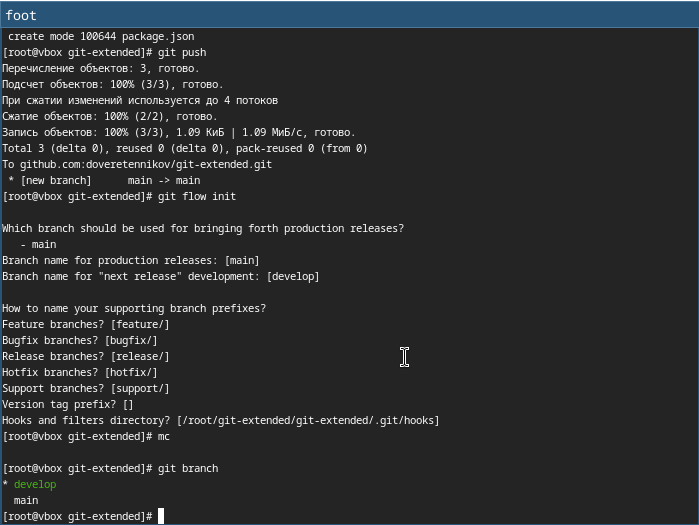 foot
create mode 100644 package.json
[root@vbox git-extended]# git push
Перечисление объектов: 3, готово.
Подсчет объектов: 100% (3/3), готово.
При сжатии изменений используется до 4 потоков
Сжатие объектов: 100% (2/2), готово.
Запись объектов: 100% (3/3), 1.09 КиБ | 1.09 МиБ/с, готово.
Total 3 (delta 0), reused 0 (delta 0), pack-reused 0 (from 0)
To github.com:doveretennikov/git-extended.git
 * [new branch]      main -> main
[root@vbox git-extended]# git flow init
Which branch should be used for bringing forth production releases?
   - main
Branch name for production releases: [main]
Branch name for "next release" development: [develop]
How to name your supporting branch prefixes?
Feature branches? [feature/]
Bugfix branches? [bugfix/]
Release branches? [release/]
Hotfix branches? [hotfix/]
Support branches? [support/]
Version tag prefix? []
Hooks and filters directory? [/root/git-extended/git-extended/.git/hooks]
[root@vbox git-extended]# mc
[root@vbox git-extended]# git branch
* develop
  main
[root@vbox git-extended]#